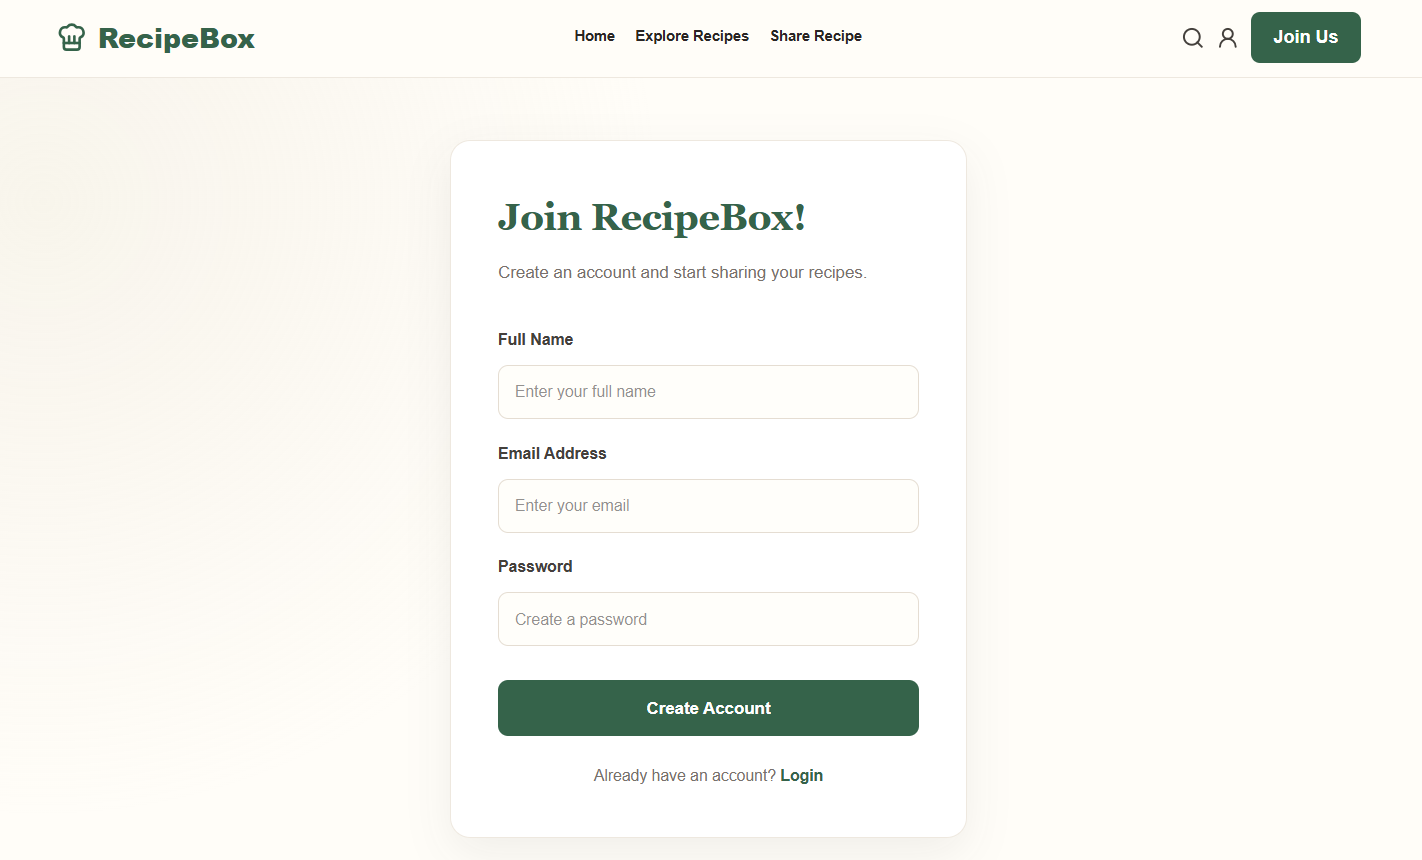 RecipeBox
Home Explore Recipes Share Recipe
Join Us
Join RecipeBox!
Create an account and start sharing your recipes.
Full Name
Enter your full name
Email Address
Enter your email
Password
Create a password
Create Account
Already have an account? Login